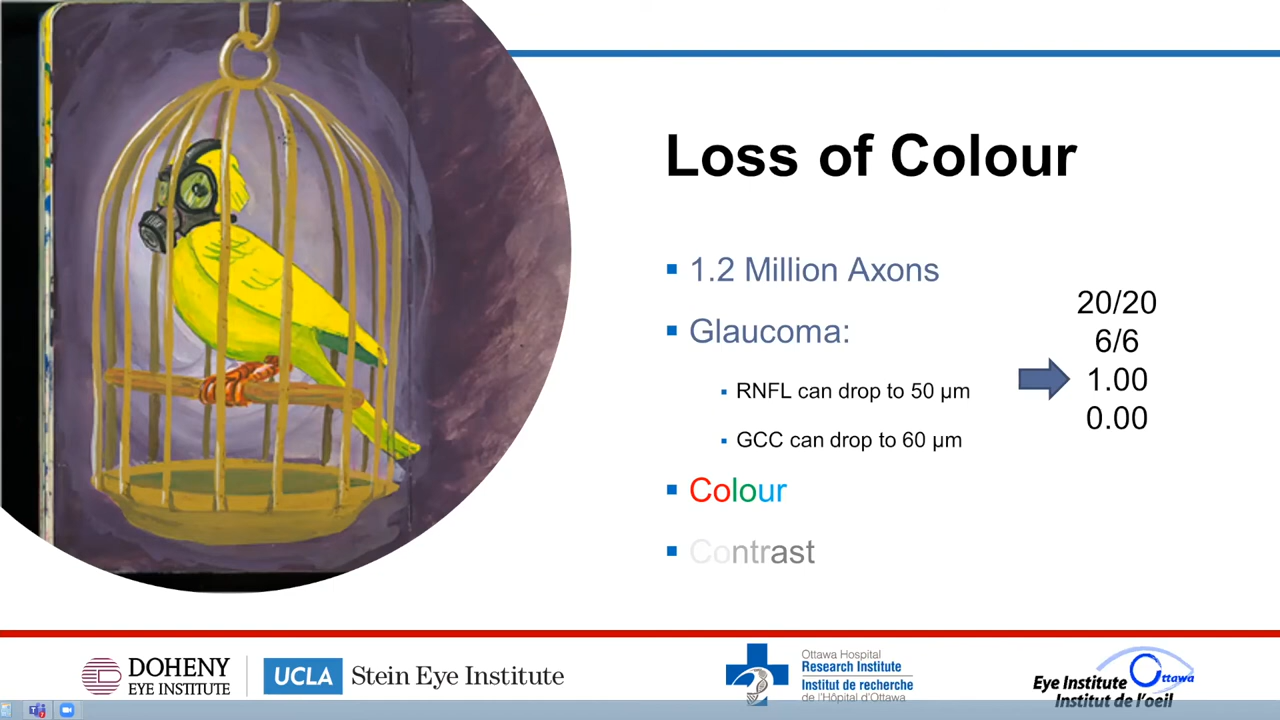 Loss of Colour
1.2 Million Axons
Glaucoma:
RNFL can drop to 50 µm
GCC can drop to 60 µm
Colour
Contrast
20/20
6/6
1.00
0.00
DOHENY
EYE INSTITUTE
UCLA Stein Eye Institute
Ottawa Hospital
Research Institute
Institut de recherche
de l'Hôpital d'Ottawa
Eye Institute Ottawa
Institut de l'oeil